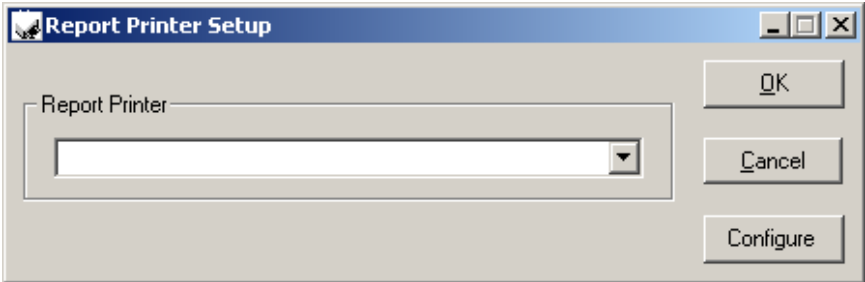 Report Printer Setup
OK
Report Printer
Cancel
Configure